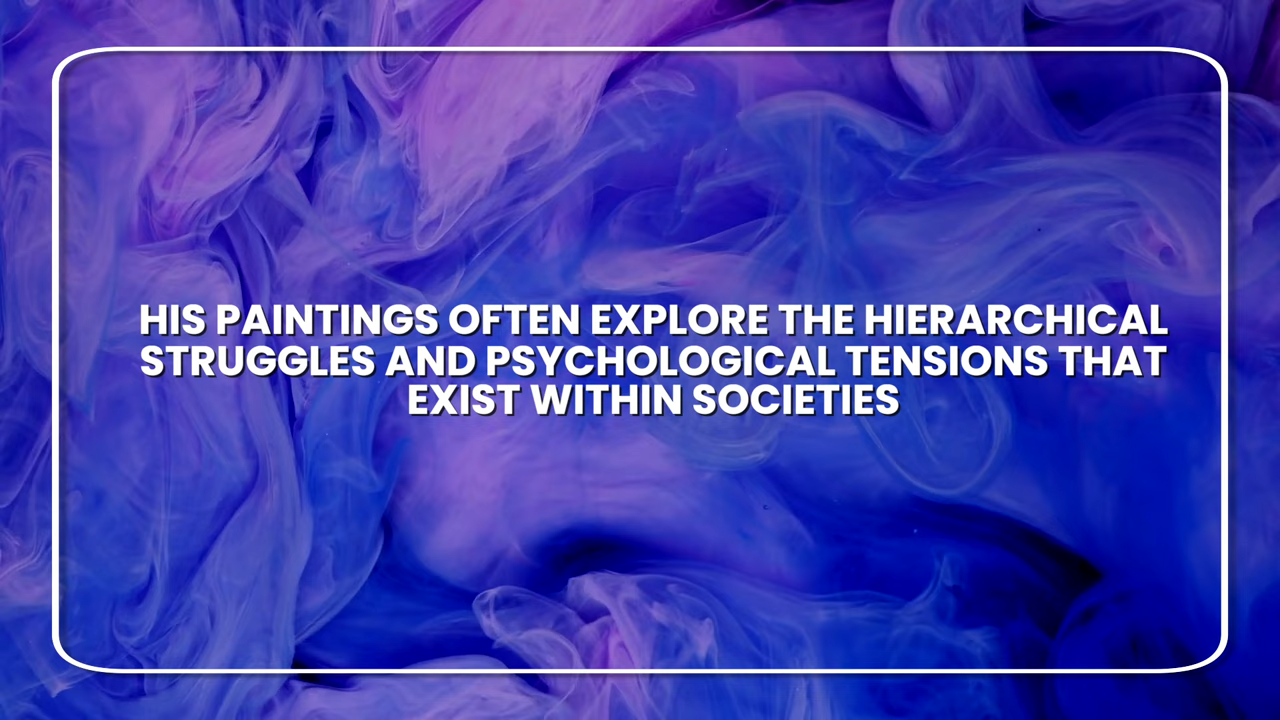 HIS PAINTINGS OFTEN EXPLORE THE HIERARCHICAL
STRUGGLES AND PSYCHOLOGICAL TENSIONS THAT
EXIST WITHIN SOCIETIES